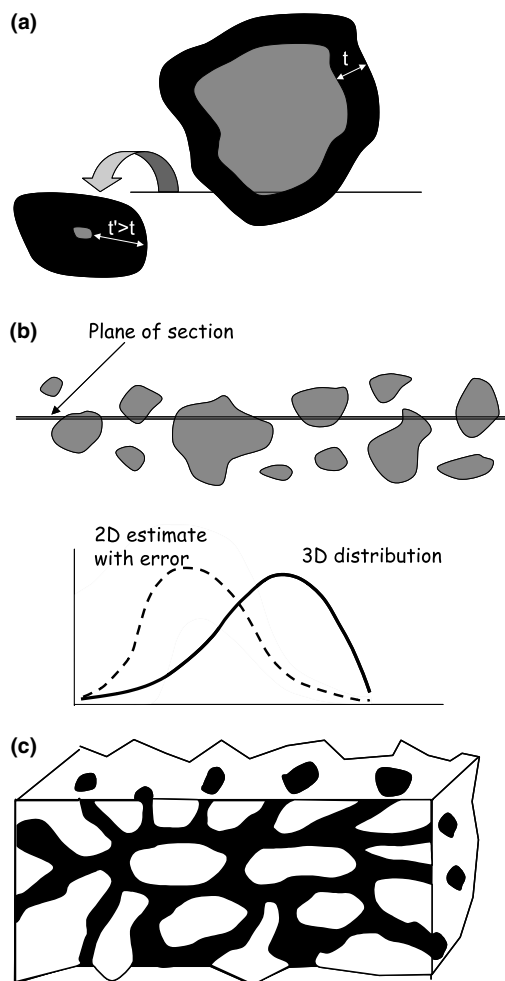 (a)
t
t'>t
(b)
Plane of section
2D estimate
with error
3D distribution
(c)